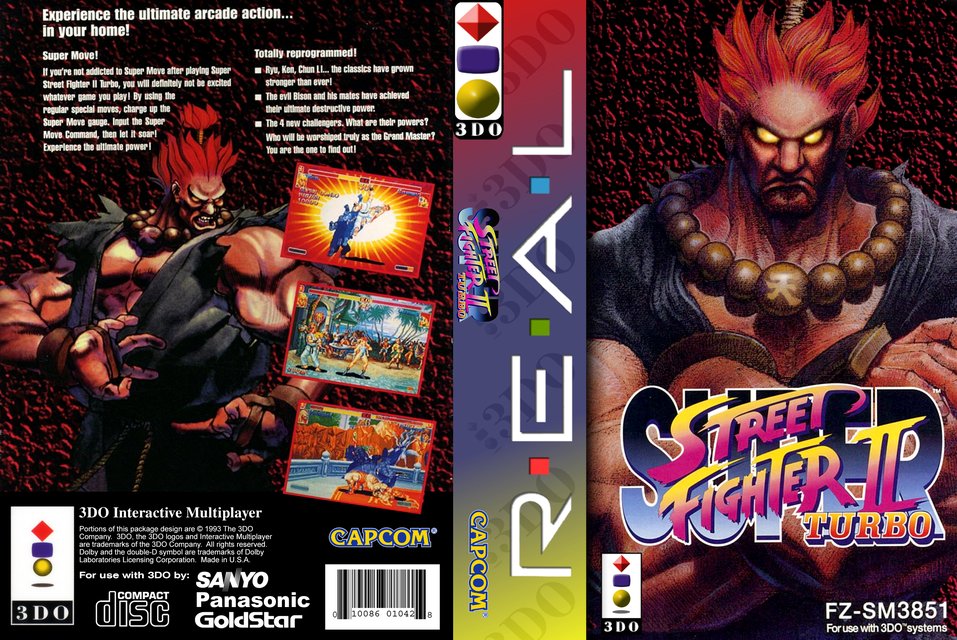 Experience the ultimate arcade action...
in your home!
Super Move!
If you're not addicted to Super Move after playing Super
Street Fighter II Turbo, you will definitely not be excited
whatever game you play! By using the
regular special moves, charge up the
Super Move gauge. Input the Super
Move Command, then let it soar!
Experience the ultimate power!
Totally reprogrammed!
Ryu, Ken, Chun Li... the classics have grown
stronger than ever!
The evil Bison and his mates have achieved
their ultimate destructive power.
The 4 new challengers. What are their powers?
Who will be worshiped truly as the Grand Master?
You are the one to find out!
3DO
3DO Interactive Multiplayer
Portions of this package design are © 1993 The 3DO
Company. 3DO, the 3DO logos and Interactive Multiplayer
are trademarks of the 3DO Company. All rights reserved.
Dolby and the double-D symbol are trademarks of Dolby
Laboratories Licensing Corporation. Made in U.S.A.
For use with 3DO by:
COMPACT
disc
SANYO
Panasonic
GoldStar
CAPCOM
0 10086 01042 8
3DO
SUPER
STREET
FIGHTER II
TURBO
CAPCOM
R·E·A·L
天
SUPER
STREET
FIGHTER II
TURBO
3DO
FZ-SM3851
For use with 3DO™systems